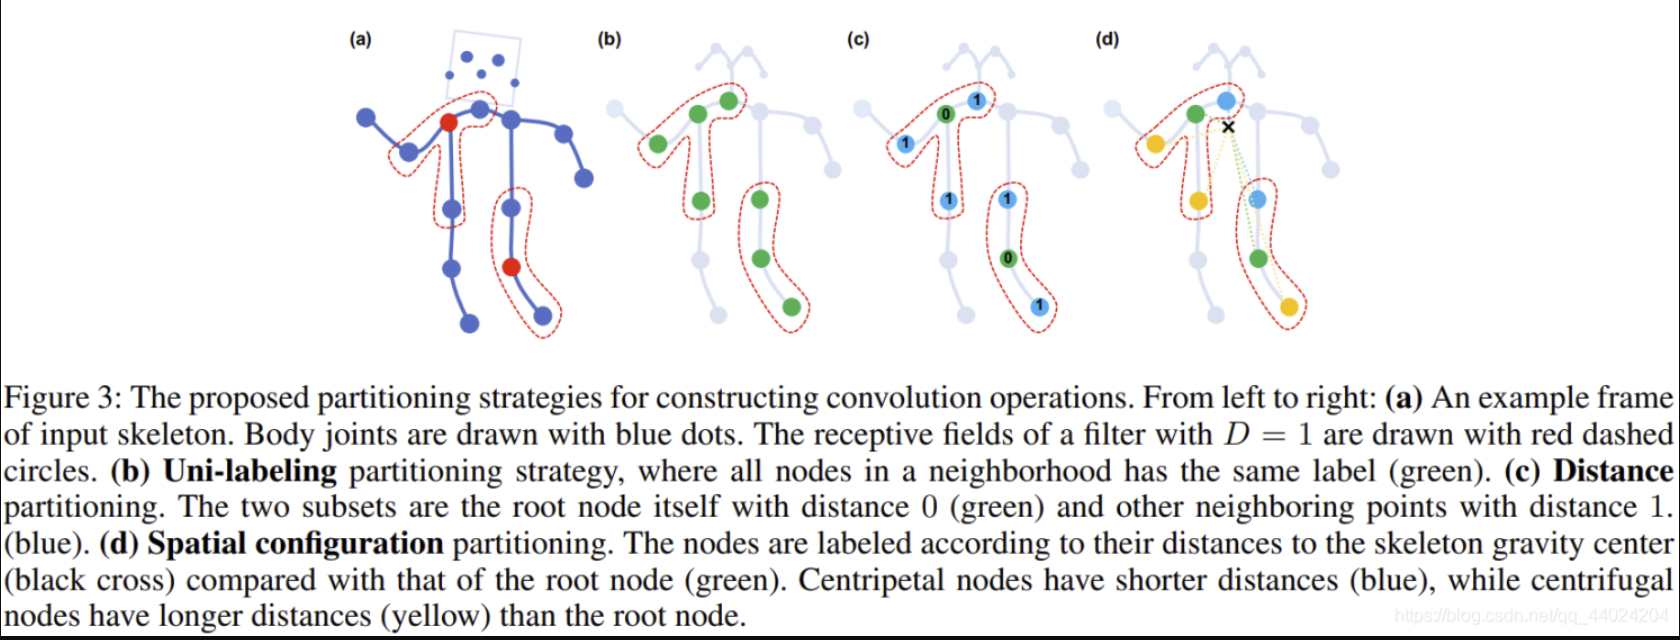 (a) (b) (c) (d)
1
0
1
1
1
0
1
Figure 3: The proposed partitioning strategies for constructing convolution operations. From left to right: (a) An example frame
of input skeleton. Body joints are drawn with blue dots. The receptive fields of a filter with D = 1 are drawn with red dashed
circles. (b) Uni-labeling partitioning strategy, where all nodes in a neighborhood has the same label (green). (c) Distance
partitioning. The two subsets are the root node itself with distance 0 (green) and other neighboring points with distance 1.
(blue). (d) Spatial configuration partitioning. The nodes are labeled according to their distances to the skeleton gravity center
(black cross) compared with that of the root node (green). Centripetal nodes have shorter distances (blue), while centrifugal
nodes have longer distances (yellow) than the root node.
https://blog.csdn.net/qq_44024204